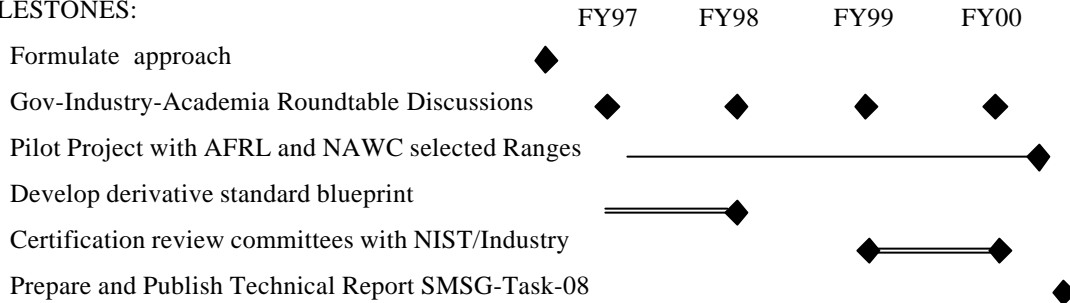 LESTONES:
FY97 FY98 FY99 FY00
Formulate approach
Gov-Industry-Academia Roundtable Discussions
Pilot Project with AFRL and NAWC selected Ranges
Develop derivative standard blueprint
Certification review committees with NIST/Industry
Prepare and Publish Technical Report SMSG-Task-08